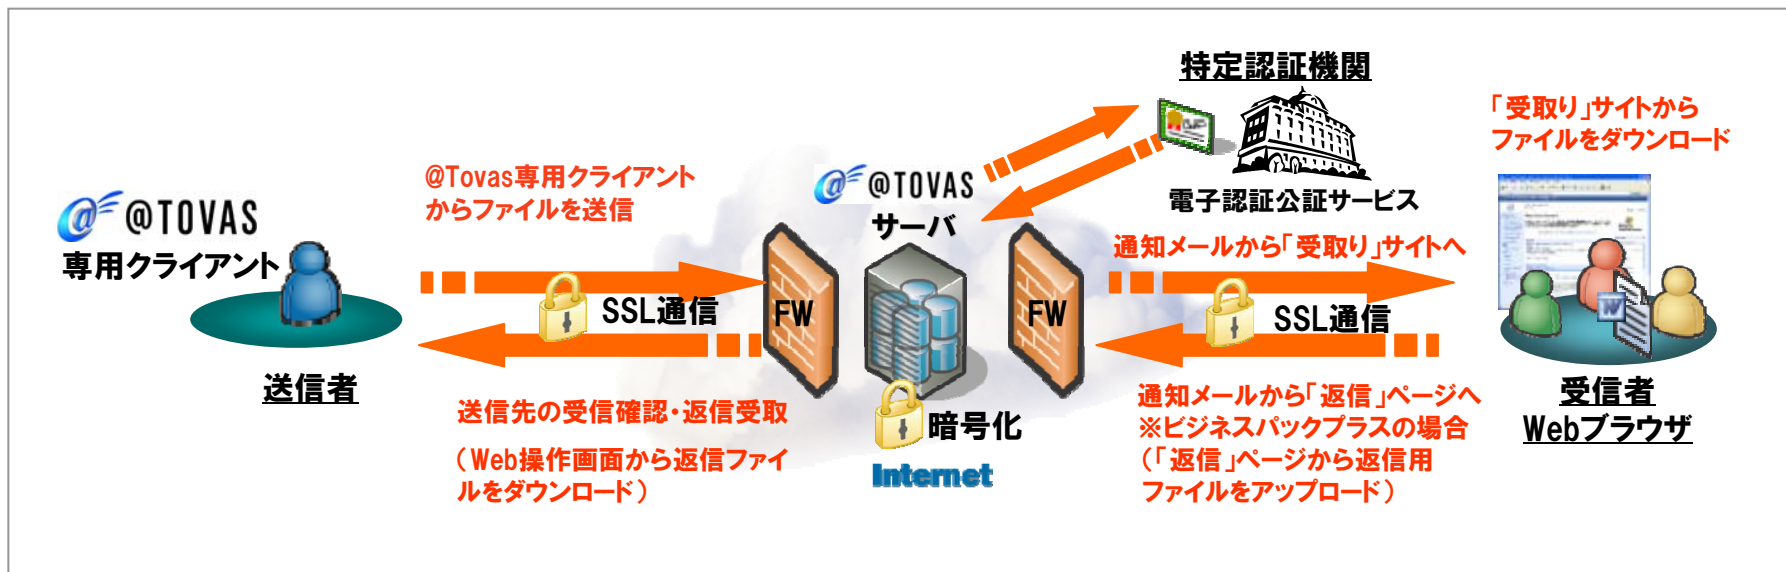 @TOVAS
専用クライアント
送信者
@Tovas専用クライアント
からファイルを送信
SSL通信
送信先の受信確認・返信受取
(Web操作画面から返信ファイ
ルをダウンロード)
FW
@TOVAS
サーバ
暗号化
Internet
FW
特定認証機関
電子認証公証サービス
通知メールから「受取り」サイトへ
SSL通信
通知メールから「返信」ページへ
※ビジネスパックプラスの場合
(「返信」ページから返信用
ファイルをアップロード)
「受取り」サイトから
ファイルをダウンロード
W
受信者
Webブラウザ